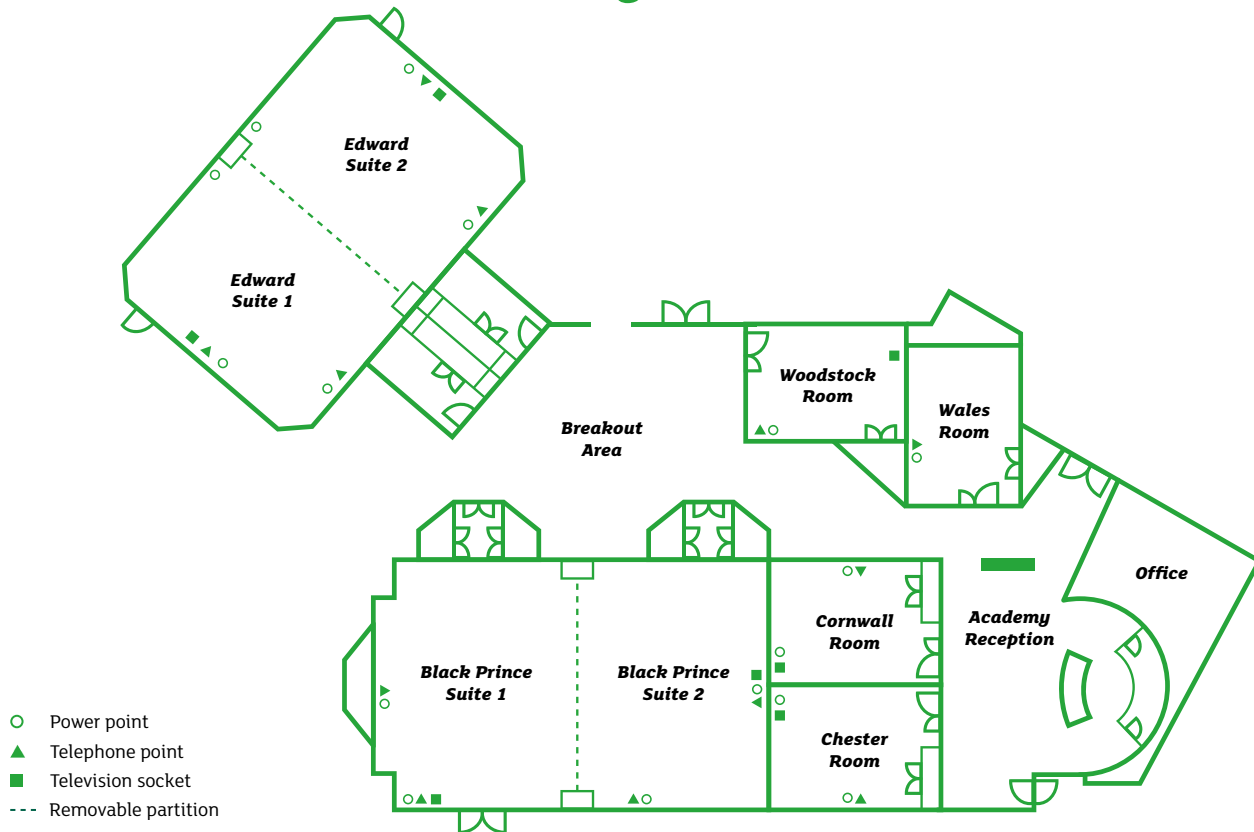 Edward
Suite 2
Edward
Suite 1
Woodstock
Room
Wales
Room
Breakout
Area
Office
Cornwall
Room
Academy
Reception
Black Prince
Suite 1
Black Prince
Suite 2
Chester
Room
Power point
Telephone point
Television socket
Removable partition